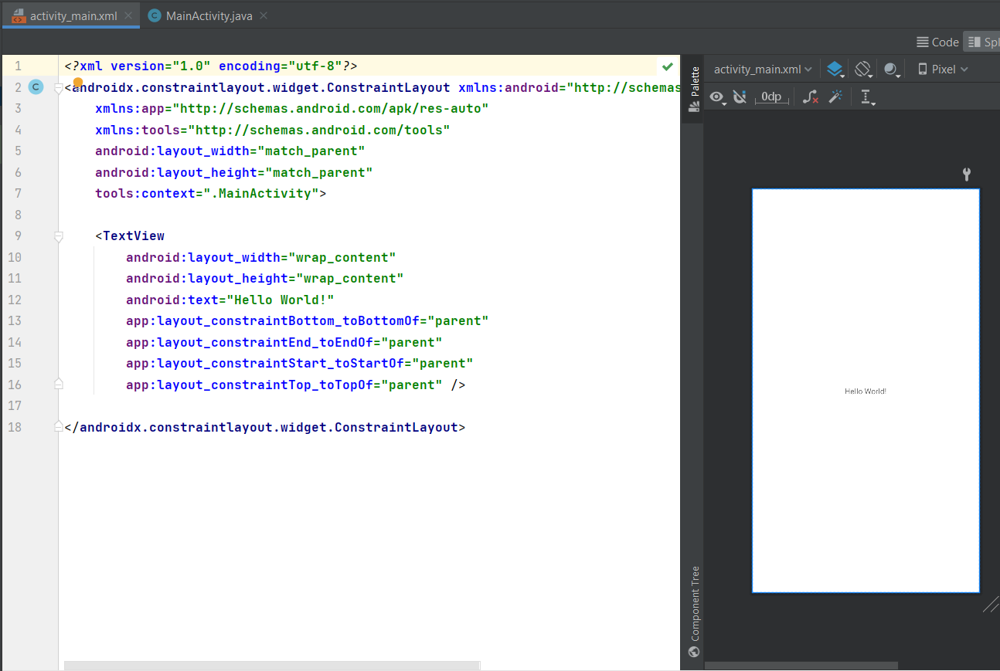 activity_main.xml
MainActivity.java
Code
Spl
1 <?xml version="1.0" encoding="utf-8"?>
2 <androidx.constraintlayout.widget.ConstraintLayout xmlns:android="http://schemas
3 xmlns:app="http://schemas.android.com/apk/res-auto"
4 xmlns:tools="http://schemas.android.com/tools"
5 android:layout_width="match_parent"
6 android:layout_height="match_parent"
7 tools:context=".MainActivity">
8
9 <TextView
10 android:layout_width="wrap_content"
11 android:layout_height="wrap_content"
12 android:text="Hello World!"
13 app:layout_constraintBottom_toBottomOf="parent"
14 app:layout_constraintEnd_toEndOf="parent"
15 app:layout_constraintStart_toStartOf="parent"
16 app:layout_constraintTop_toTopOf="parent" />
17
18 </androidx.constraintlayout.widget.ConstraintLayout>
C
C
Palette
Component Tree
activity_main.xml
Pixel
0dp
Hello World!